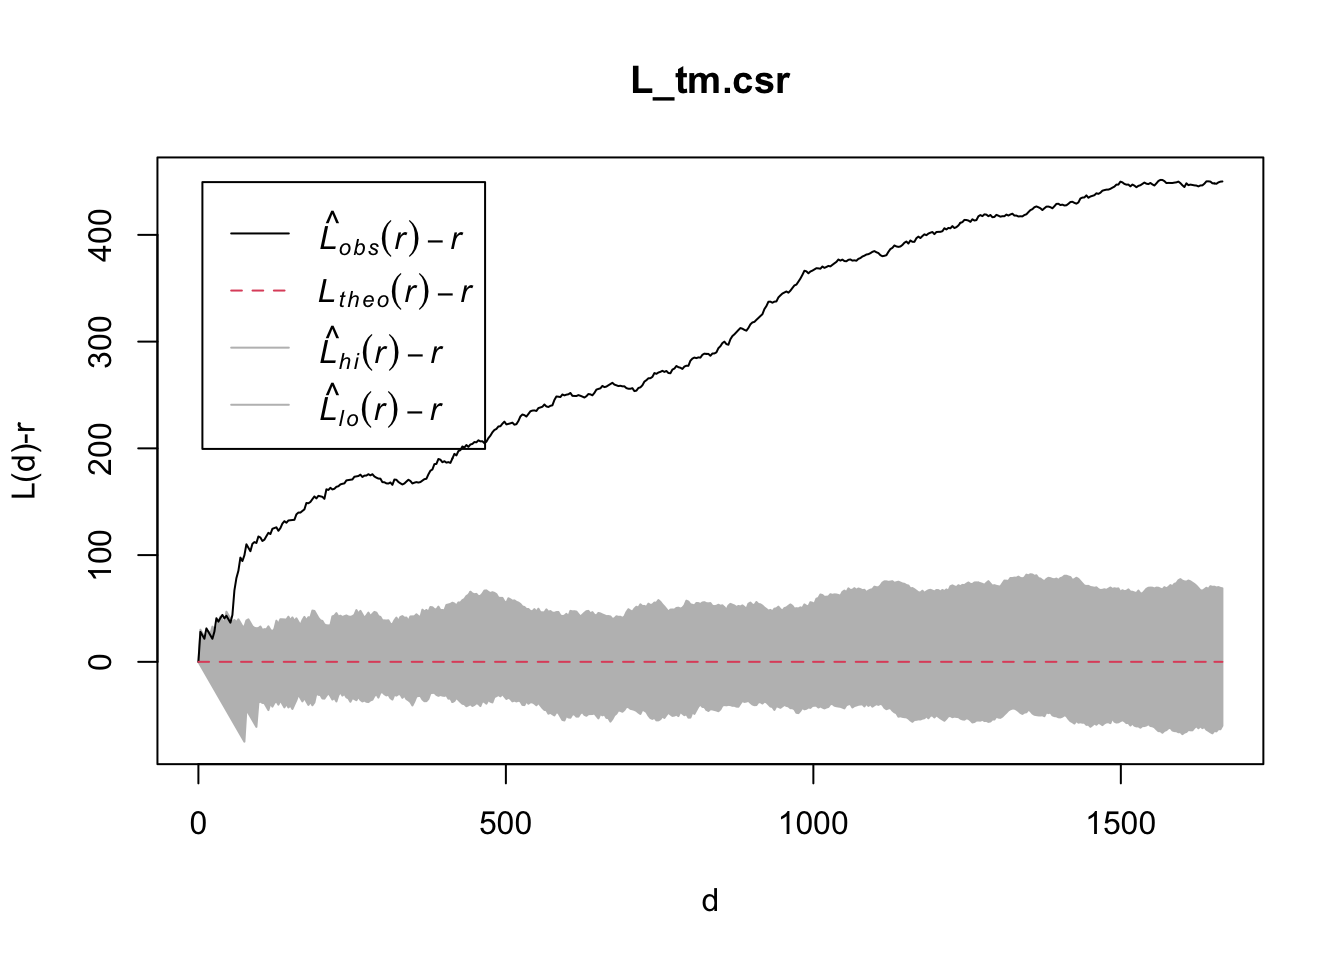 L_tm.csr
L̂obs(r) − r
Ltheo(r) − r
L̂hi(r) − r
L̂lo(r) − r
L(d)-r
400
300
200
100
0
0 500 1000 1500
d